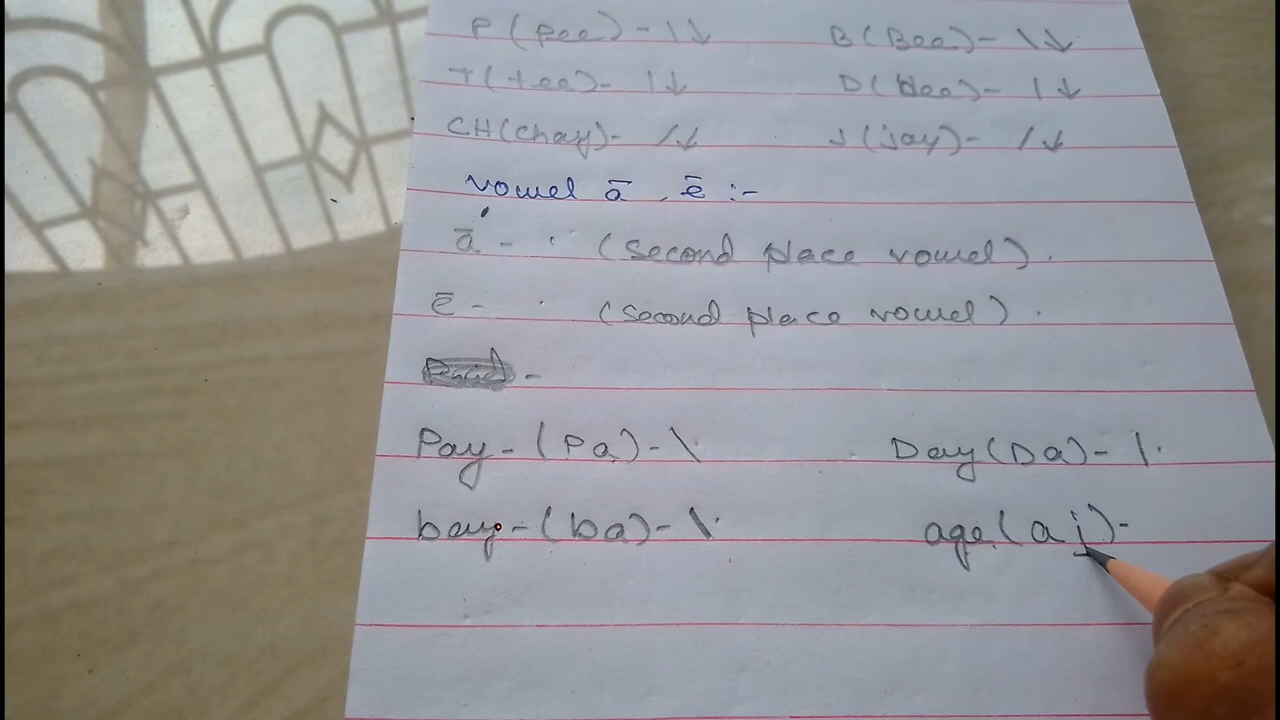 P (pee) - | ↓ B (Bee) - \ ↓
T (tee) - | ↓ D (dee) - | ↓
CH (chay) - / ↓ J (jay) - / ↓
vowel ā, ē :-
ā - · (second place vowel).
ē - · (second place vowel).
Pay - (Pa) - \· Day (Da) - |·
bay - (ba) - \· age (aj) -